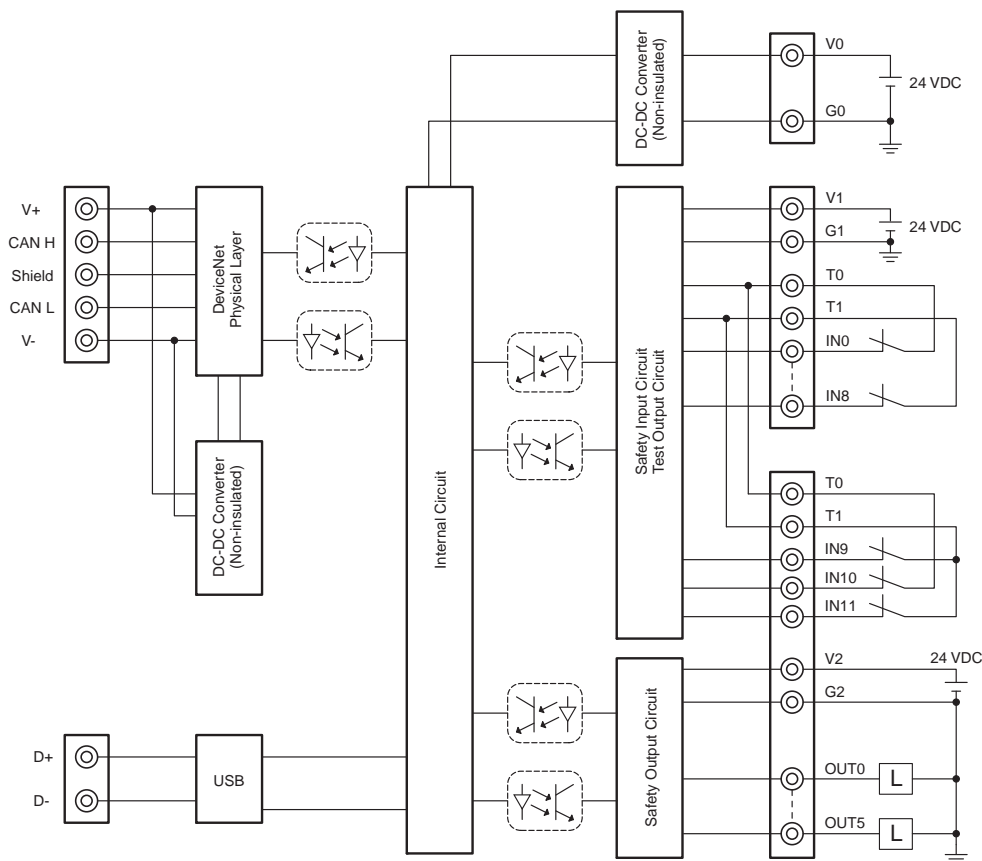 DC-DC Converter
(Non-insulated)
V0
24 VDC
G0
V+
CAN H
Shield
CAN L
V-
DeviceNet
Physical Layer
DC-DC Converter
(Non-insulated)
Internal Circuit
Safety Input Circuit
Test Output Circuit
V1
24 VDC
G1
T0
T1
IN0
IN8
T0
T1
IN9
IN10
IN11
V2
24 VDC
G2
Safety Output Circuit
OUT0
L
OUT5
L
D+
D-
USB